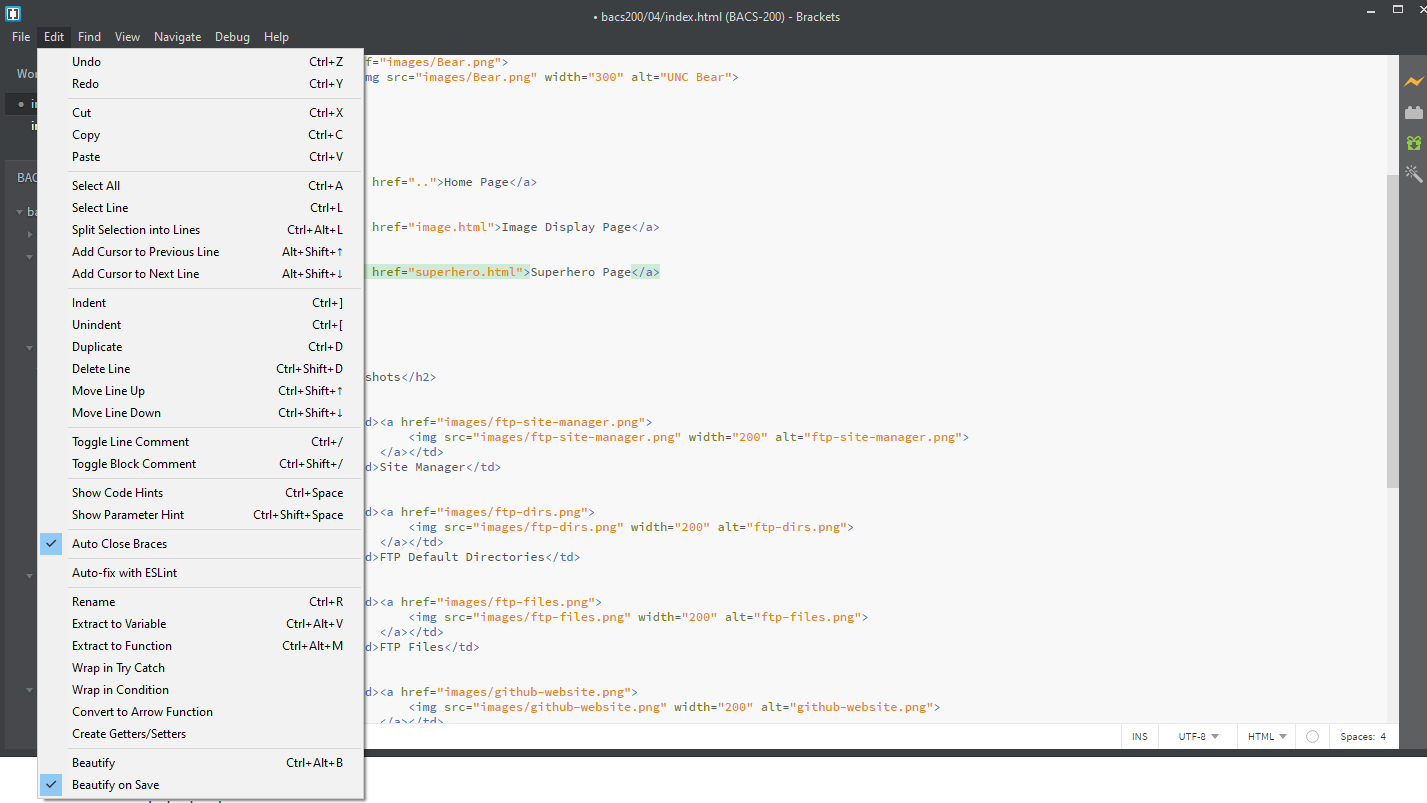 • bacs200/04/index.html (BACS-200) - Brackets
File Edit Find View Navigate Debug Help
Undo Ctrl+Z
Redo Ctrl+Y
Cut Ctrl+X
Copy Ctrl+C
Paste Ctrl+V
Select All Ctrl+A
Select Line Ctrl+L
Split Selection into Lines Ctrl+Alt+L
Add Cursor to Previous Line Alt+Shift+↑
Add Cursor to Next Line Alt+Shift+↓
Indent Ctrl+]
Unindent Ctrl+[
Duplicate Ctrl+D
Delete Line Ctrl+Shift+D
Move Line Up Ctrl+Shift+↑
Move Line Down Ctrl+Shift+↓
Toggle Line Comment Ctrl+/
Toggle Block Comment Ctrl+Shift+/
Show Code Hints Ctrl+Space
Show Parameter Hint Ctrl+Shift+Space
Auto Close Braces
Auto-fix with ESLint
Rename Ctrl+R
Extract to Variable Ctrl+Alt+V
Extract to Function Ctrl+Alt+M
Wrap in Try Catch
Wrap in Condition
Convert to Arrow Function
Create Getters/Setters
Beautify Ctrl+Alt+B
Beautify on Save
f="images/Bear.png">
mg src="images/Bear.png" width="300" alt="UNC Bear">
href="..">Home Page</a>
href="image.html">Image Display Page</a>
href="superhero.html">Superhero Page</a>
shots</h2>
d><a href="images/ftp-site-manager.png">
<img src="images/ftp-site-manager.png" width="200" alt="ftp-site-manager.png">
</a></td>
d>Site Manager</td>
d><a href="images/ftp-dirs.png">
<img src="images/ftp-dirs.png" width="200" alt="ftp-dirs.png">
</a></td>
d>FTP Default Directories</td>
d><a href="images/ftp-files.png">
<img src="images/ftp-files.png" width="200" alt="ftp-files.png">
</a></td>
d>FTP Files</td>
d><a href="images/github-website.png">
<img src="images/github-website.png" width="200" alt="github-website.png">
</a></td>
INS UTF-8 HTML Spaces: 4